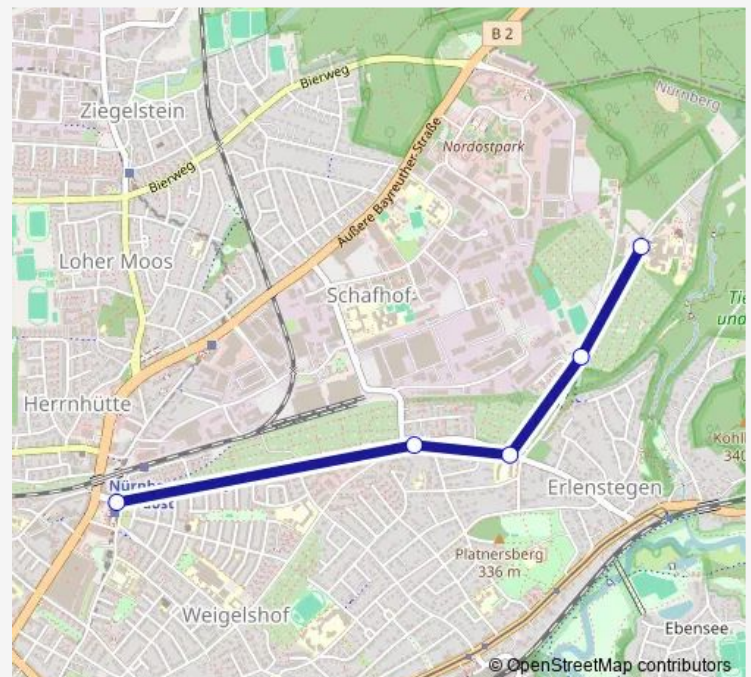 B 2
Bierweg
Ziegelstein
Nürnberg
Nordostpark
Bierweg
Äußere Bayreuther Straße
Loher Moos
Schafhof
Herrnhütte
340
Erlenstegen
Platnersberg
336 m
Weigelshof
Ebensee
© OpenStreetMap contributors